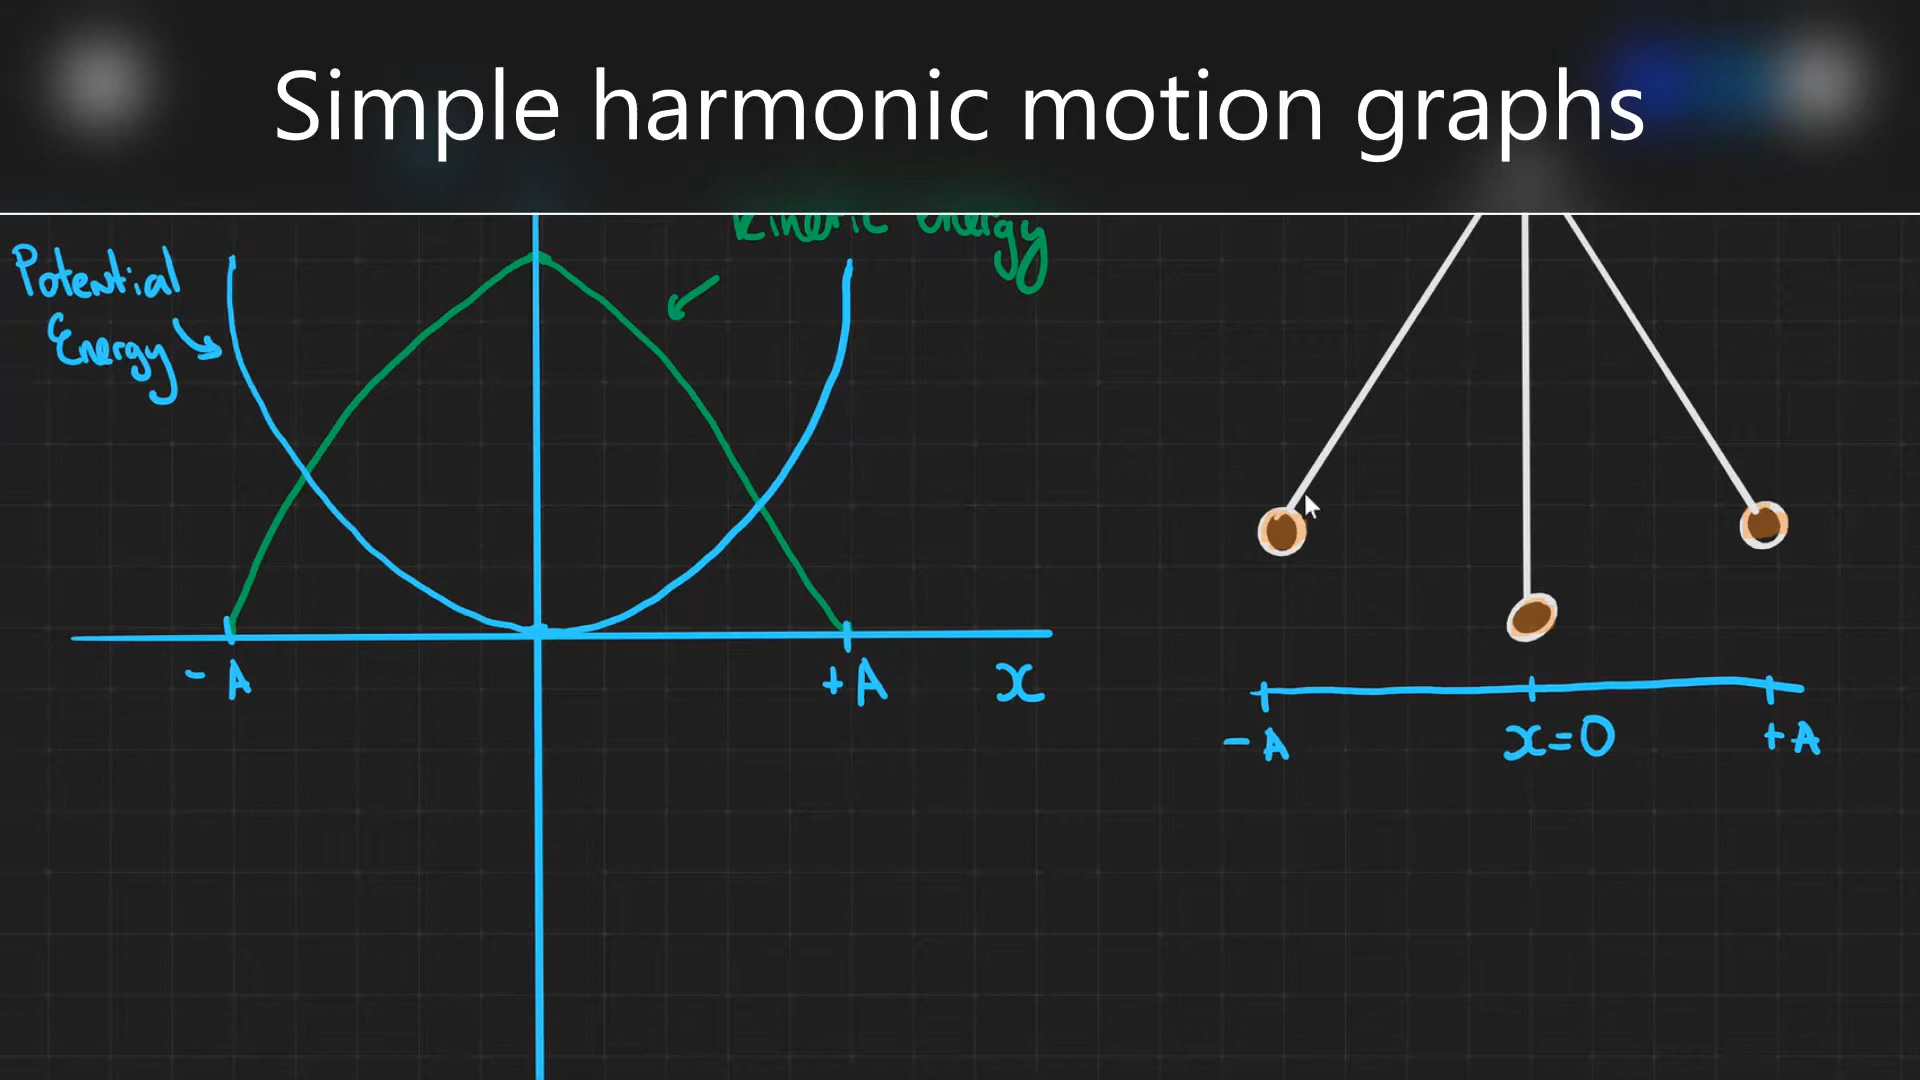 Simple harmonic motion graphs
Kinetic energy
Potential
Energy
- A
+A
x
- A
x=0
+A